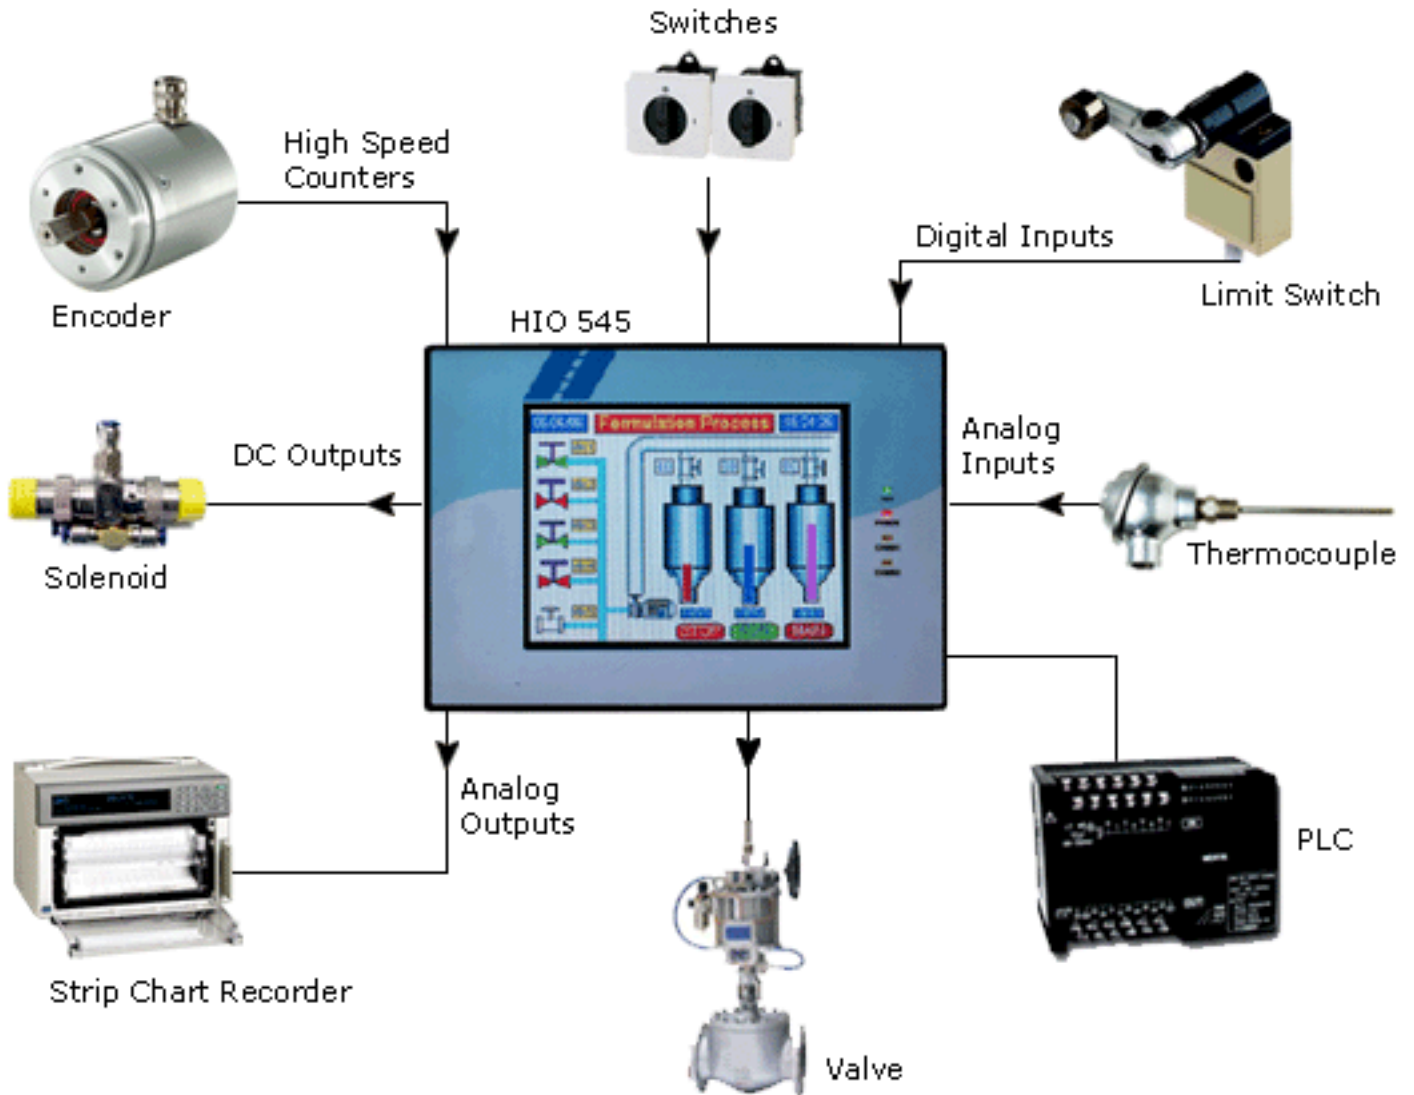 Switches
High Speed
Counters
Digital Inputs
Encoder
Limit Switch
HIO 545
Formulation Process
DC Outputs
Analog
Inputs
Solenoid
Thermocouple
STOP
Analog
Outputs
PLC
Strip Chart Recorder
Valve